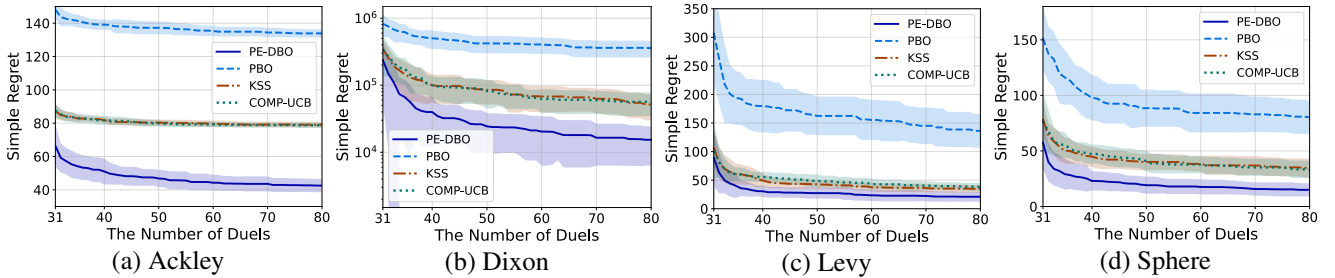 Simple Regret
140
120
100
80
60
40
31
40
50
60
70
80
The Number of Duels
PE-DBO
PBO
KSS
COMP-UCB
(a) Ackley
Simple Regret
10^6
10^5
10^4
31
40
50
60
70
80
The Number of Duels
PE-DBO
PBO
KSS
COMP-UCB
(b) Dixon
Simple Regret
350
300
250
200
150
100
50
0
31
40
50
60
70
80
The Number of Duels
PE-DBO
PBO
KSS
COMP-UCB
(c) Levy
Simple Regret
150
100
50
0
31
40
50
60
70
80
The Number of Duels
PE-DBO
PBO
KSS
COMP-UCB
(d) Sphere